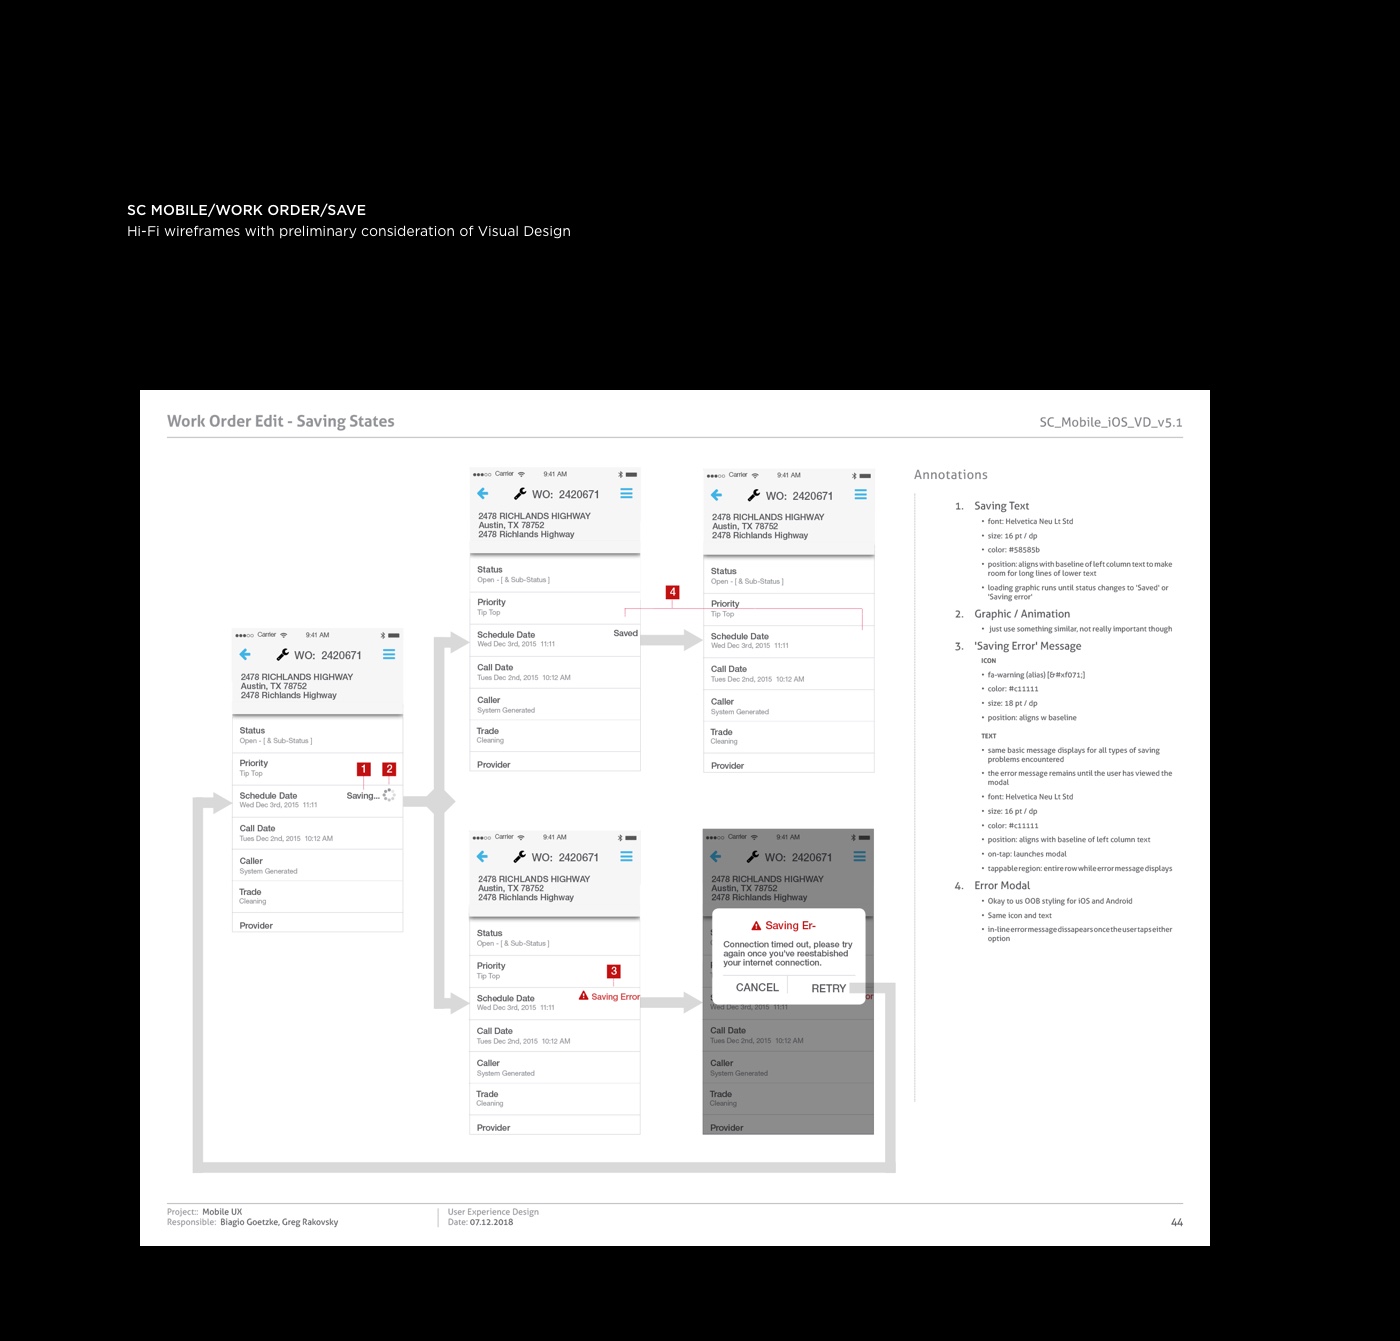 SC MOBILE/WORK ORDER/SAVE
Hi-Fi wireframes with preliminary consideration of Visual Design
Work Order Edit - Saving States
SC_Mobile_iOS_VD_v5.1
Carrier 9:41 AM
WO: 2420671
2478 RICHLANDS HIGHWAY
Austin, TX 78752
2478 Richlands Highway
Status
Open - [ & Sub-Status ]
Priority
Tip Top
1 2
Schedule Date
Wed Dec 3rd, 2015 11:11
Saving...
Call Date
Tues Dec 2nd, 2015 10:12 AM
Caller
System Generated
Trade
Cleaning
Provider
Carrier 9:41 AM
WO: 2420671
2478 RICHLANDS HIGHWAY
Austin, TX 78752
2478 Richlands Highway
Status
Open - [ & Sub-Status ]
Priority
Tip Top
Schedule Date
Wed Dec 3rd, 2015 11:11
Saved
Call Date
Tues Dec 2nd, 2015 10:12 AM
Caller
System Generated
Trade
Cleaning
Provider
4
Carrier 9:41 AM
WO: 2420671
2478 RICHLANDS HIGHWAY
Austin, TX 78752
2478 Richlands Highway
Status
Open - [ & Sub-Status ]
Priority
Tip Top
Schedule Date
Wed Dec 3rd, 2015 11:11
Call Date
Tues Dec 2nd, 2015 10:12 AM
Caller
System Generated
Trade
Cleaning
Provider
Carrier 9:41 AM
WO: 2420671
2478 RICHLANDS HIGHWAY
Austin, TX 78752
2478 Richlands Highway
Status
Open - [ & Sub-Status ]
Priority
Tip Top
3
Schedule Date
Wed Dec 3rd, 2015 11:11
Saving Error
Call Date
Tues Dec 2nd, 2015 10:12 AM
Caller
System Generated
Trade
Cleaning
Provider
Carrier 9:41 AM
WO: 2420671
2478 RICHLANDS HIGHWAY
Austin, TX 78752
2478 Richlands Highway
Saving Er-
Connection timed out, please try
again once you've reestabished
your internet connection.
CANCEL RETRY
Wed Dec 3rd, 2015 11:11
Call Date
Tues Dec 2nd, 2015 10:12 AM
Caller
System Generated
Trade
Cleaning
Provider
Annotations
1. Saving Text
• font: Helvetica Neu Lt Std
• size: 16 pt / dp
• color: #58585b
• position: aligns with baseline of left column text to make
room for long lines of lower text
• loading graphic runs until status changes to 'Saved' or
'Saving error'
2. Graphic / Animation
• just use something similar, not really important though
3. 'Saving Error' Message
ICON
• fa-warning (alias) [&#xf071;]
• color: #c11111
• size: 18 pt / dp
• position: aligns w baseline
TEXT
• same basic message displays for all types of saving
problems encountered
• the error message remains until the user has viewed the
modal
• font: Helvetica Neu Lt Std
• size: 16 pt / dp
• color: #c11111
• position: aligns with baseline of left column text
• on-tap: launches modal
• tappable region: entire row while error message displays
4. Error Modal
• Okay to us OOB styling for iOS and Android
• Same icon and text
• in-line error message dissapears once the user taps either
option
Project:: Mobile UX
Responsible: Biagio Goetzke, Greg Rakovsky
User Experience Design
Date: 07.12.2018
44